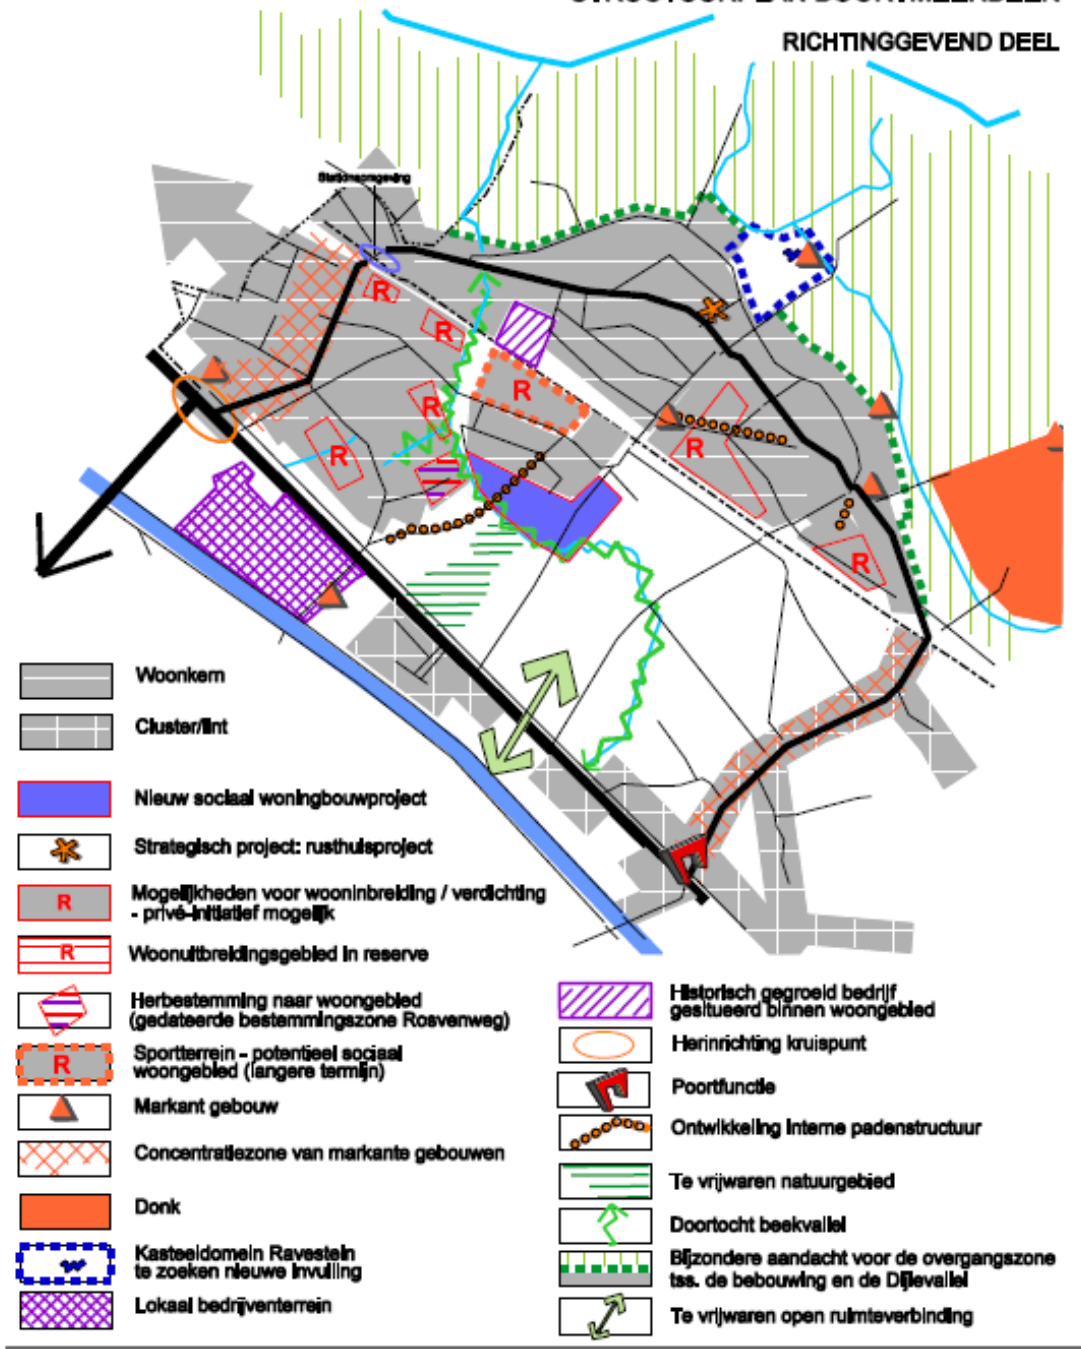 RICHTINGGEVEND DEEL
Stationsomgeving
R
R
R
R
R
R
R
Woonkern
Cluster/lint
Nieuw sociaal woningbouwproject
Strategisch project: rusthuisproject
R
Mogelijkheden voor wooninbreiding / verdichting
- privé-initiatief mogelijk
R
Woonuitbreidingsgebied in reserve
Herbestemming naar woongebied
(gedateerde bestemmingszone Rosvenweg)
R
Sportterrein - potentieel sociaal
woongebied (langere termijn)
Markant gebouw
Concentratiezone van markante gebouwen
Donk
Kasteeldomein Ravestein
te zoeken nieuwe invulling
Lokaal bedrijventerrein
Historisch gegroeid bedrijf
gesitueerd binnen woongebied
Herinrichting kruispunt
Poortfunctie
Ontwikkeling interne padenstructuur
Te vrijwaren natuurgebied
Doortocht beekvallei
Bijzondere aandacht voor de overgangszone
tss. de bebouwing en de Dijlevallei
Te vrijwaren open ruimteverbinding